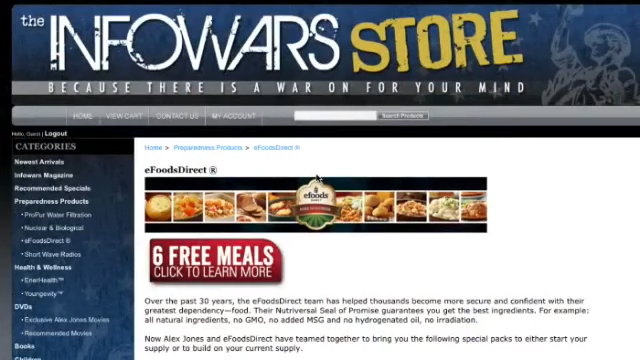 the INFOWARS STORE
BECAUSE THERE IS A WAR ON FOR YOUR MIND
HOME VIEW CART CONTACT US MY ACCOUNT Search Products
Hello, Guest | Logout
CATEGORIES
Newest Arrivals
Infowars Magazine
Recommended Specials
Preparedness Products
• ProPur Water Filtration
• Nuclear & Biological
• eFoodsDirect ®
• Short Wave Radios
Health & Wellness
• EnerHealth™
• Youngevity™
DVDs
• Exclusive Alex Jones Movies
• Recommended Movies
Books
Children
Home > Preparedness Products > eFoodsDirect ®
eFoodsDirect ®
efoods
DIRECT
6 FREE MEALS
CLICK TO LEARN MORE
Over the past 30 years, the eFoodsDirect team has helped thousands become more secure and confident with their
greatest dependency—food. Their Nutriversal Seal of Promise guarantees you get the best ingredients. For example:
all natural ingredients, no GMO, no added MSG and no hydrogenated oil, no irradiation.
Now Alex Jones and eFoodsDirect have teamed together to bring you the following special packs to either start your
supply or to build on your current supply.